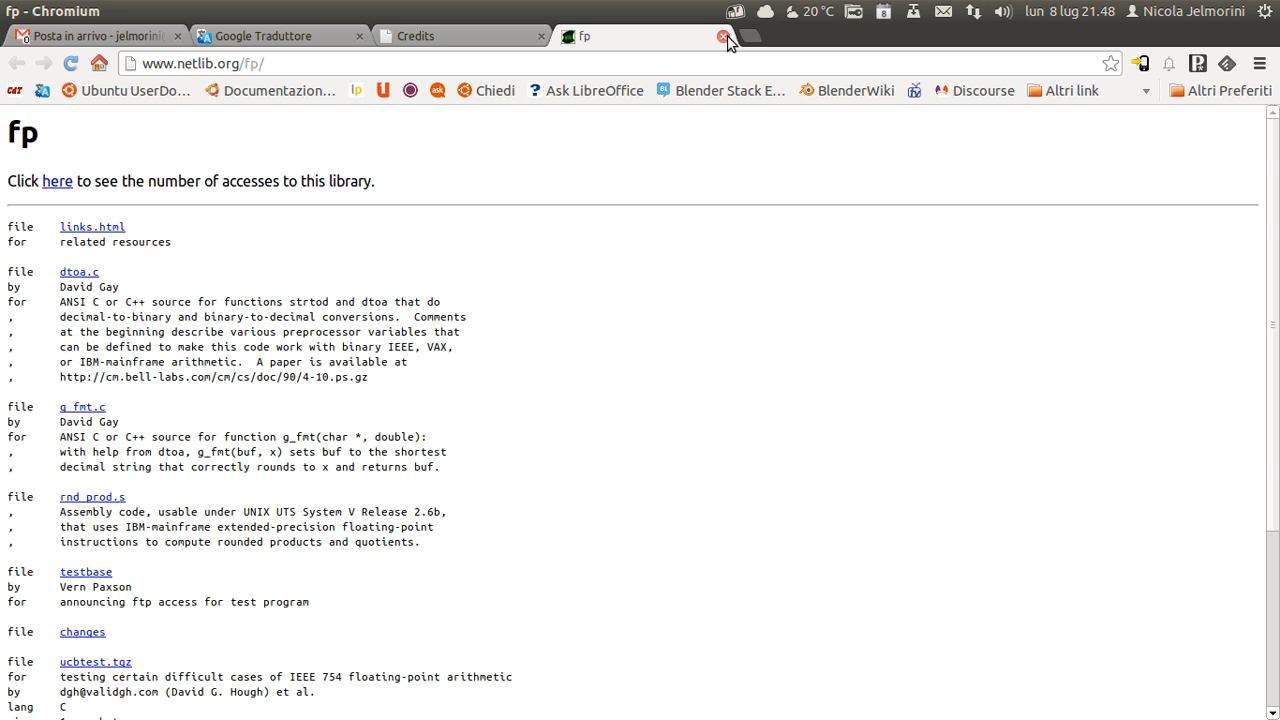 fp - Chromium
20 °C
8
lun 8 lug 21.48
Nicola Jelmorini
Posta in arrivo - jelmorini
Google Traduttore
Credits
fp
www.netlib.org/fp/
CdT
Ubuntu UserDo...
Documentazion...
lp
U
ask
Chiedi
? Ask LibreOffice
BL Blender Stack E...
BlenderWiki
Discourse
Altri link
Altri Preferiti
fp
Click here to see the number of accesses to this library.
file links.html
for related resources
file dtoa.c
by David Gay
for ANSI C or C++ source for functions strtod and dtoa that do
, decimal-to-binary and binary-to-decimal conversions. Comments
, at the beginning describe various preprocessor variables that
, can be defined to make this code work with binary IEEE, VAX,
, or IBM-mainframe arithmetic. A paper is available at
, http://cm.bell-labs.com/cm/cs/doc/90/4-10.ps.gz
file g_fmt.c
by David Gay
for ANSI C or C++ source for function g_fmt(char *, double):
, with help from dtoa, g_fmt(buf, x) sets buf to the shortest
, decimal string that correctly rounds to x and returns buf.
file rnd_prod.s
, Assembly code, usable under UNIX UTS System V Release 2.6b,
, that uses IBM-mainframe extended-precision floating-point
, instructions to compute rounded products and quotients.
file testbase
by Vern Paxson
for announcing ftp access for test program
file changes
file ucbtest.tgz
for testing certain difficult cases of IEEE 754 floating-point arithmetic
by dgh@validgh.com (David G. Hough) et al.
lang C